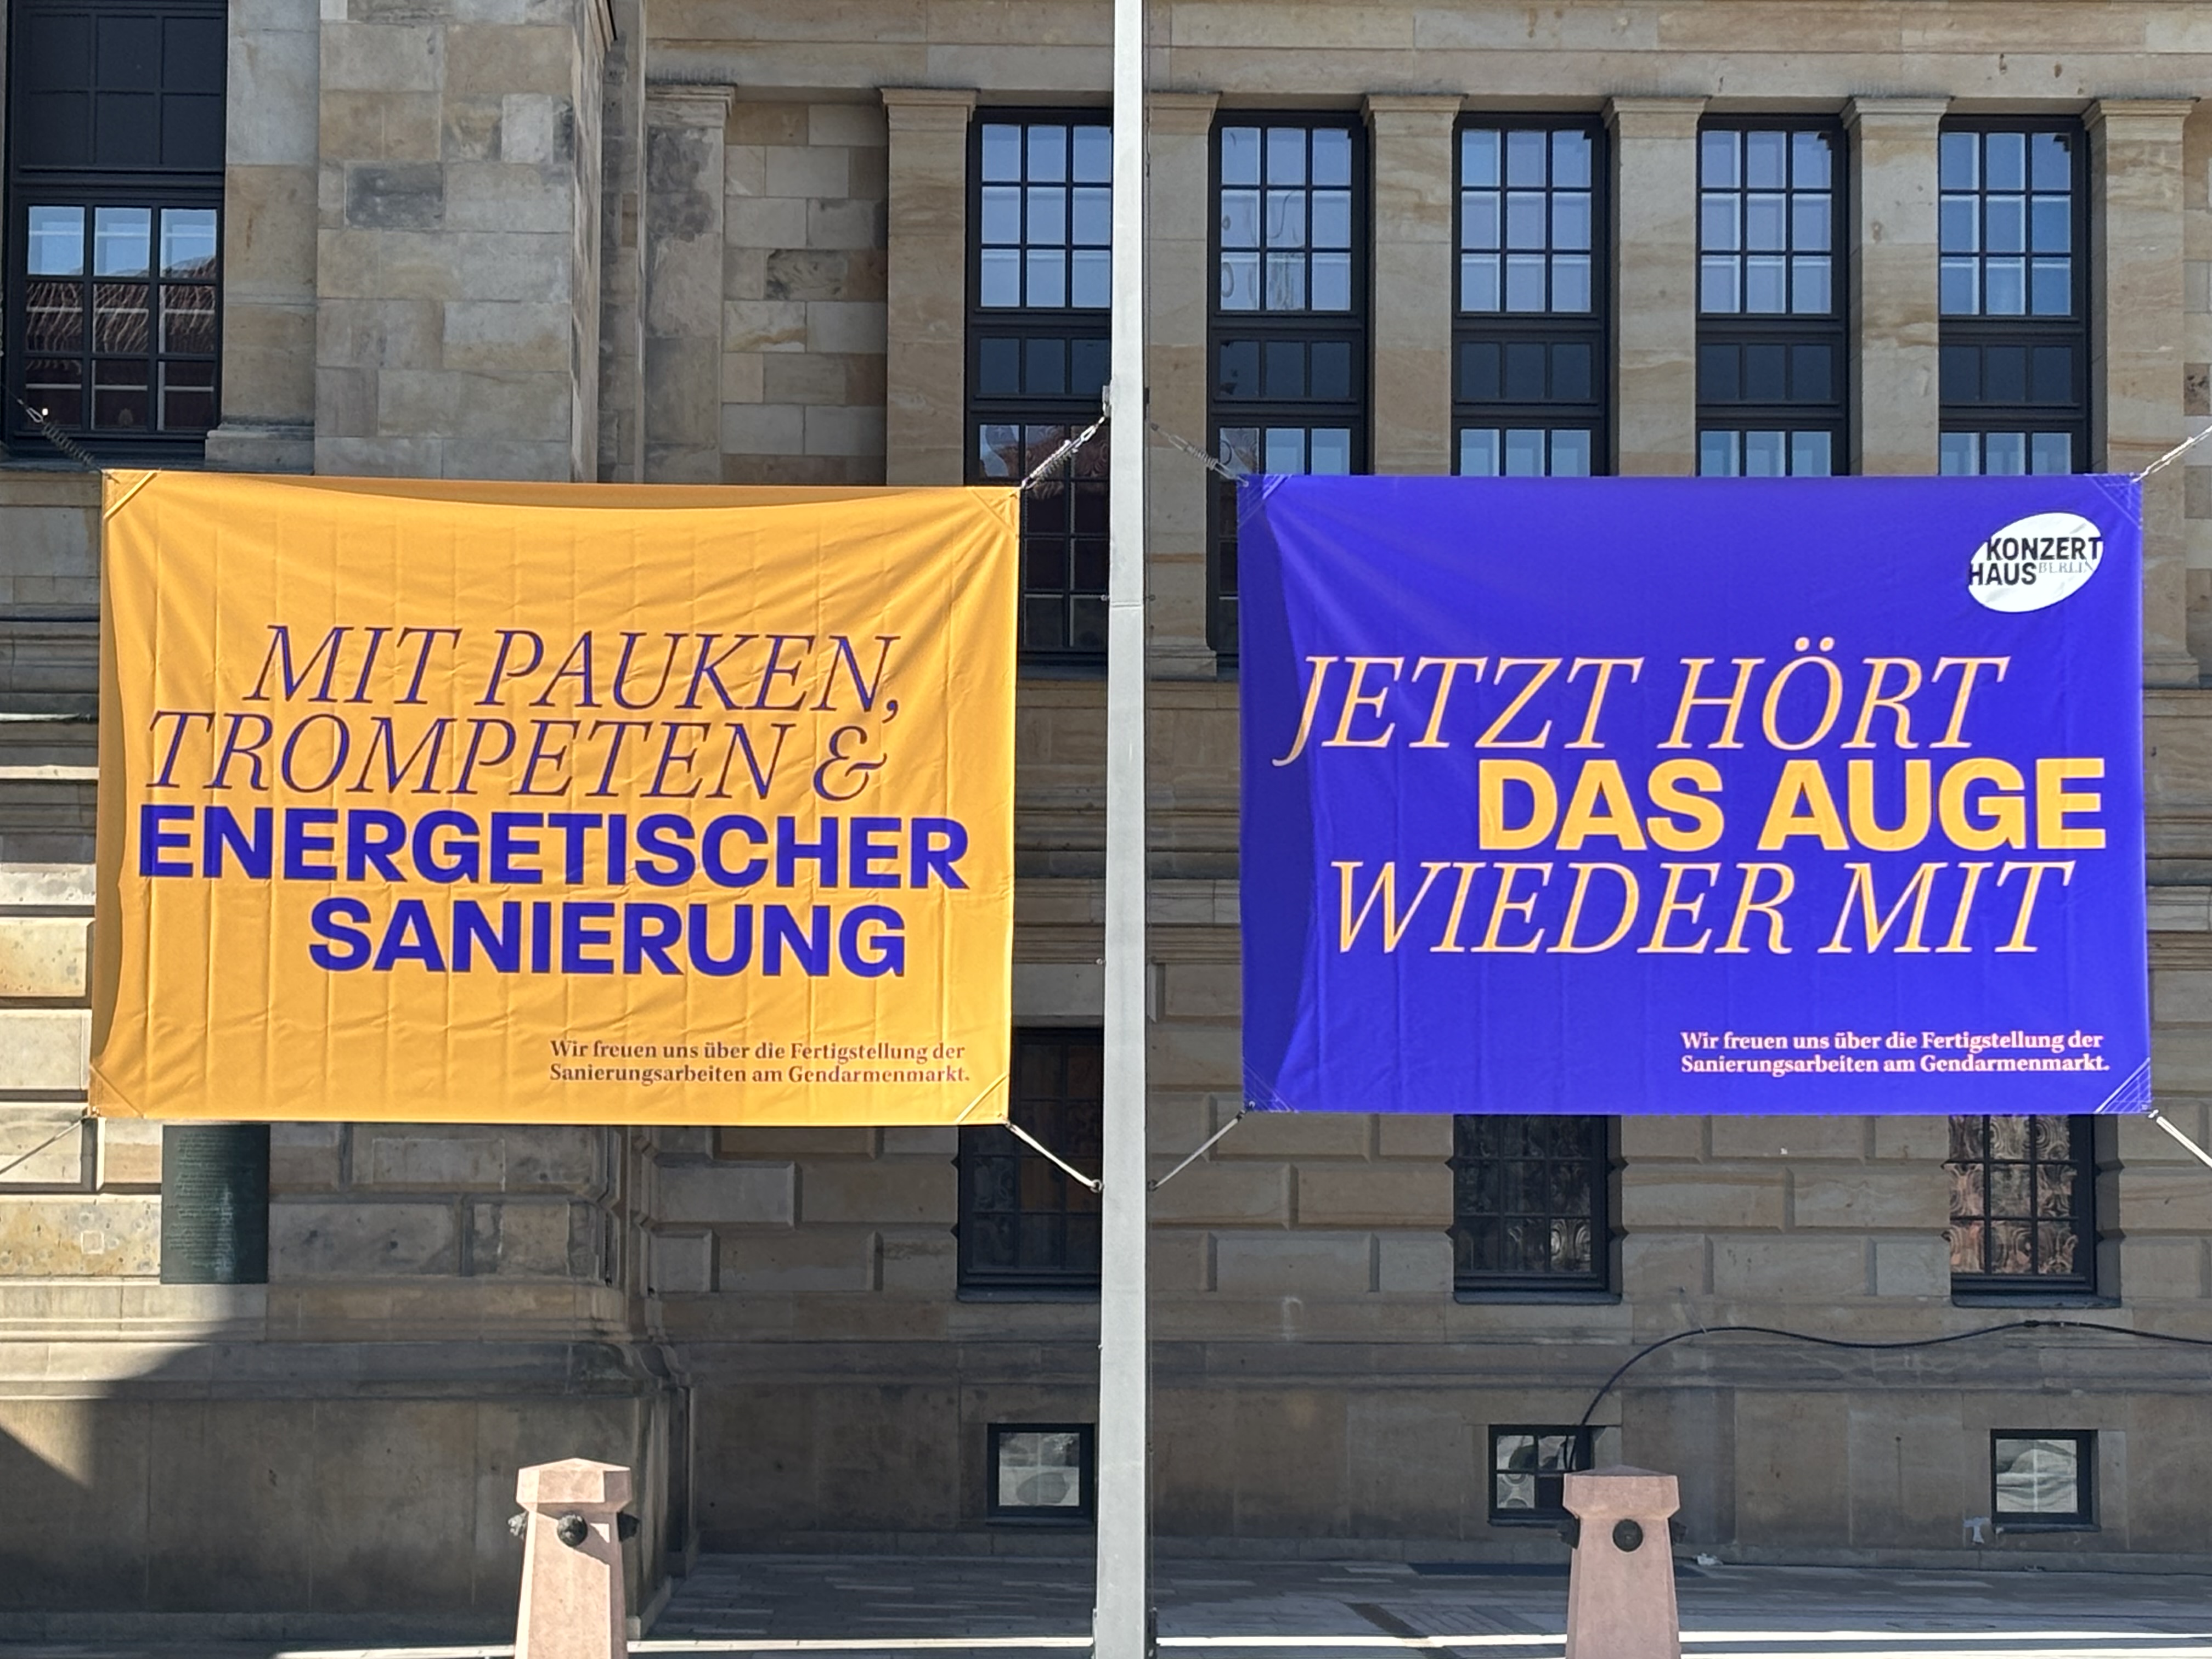 MIT PAUKEN,
TROMPETEN &
ENERGETISCHER
SANIERUNG
Wir freuen uns über die Fertigstellung der
Sanierungsarbeiten am Gendarmenmarkt.
KONZERT
HAUS BERLIN
JETZT HÖRT
DAS AUGE
WIEDER MIT
Wir freuen uns über die Fertigstellung der
Sanierungsarbeiten am Gendarmenmarkt.